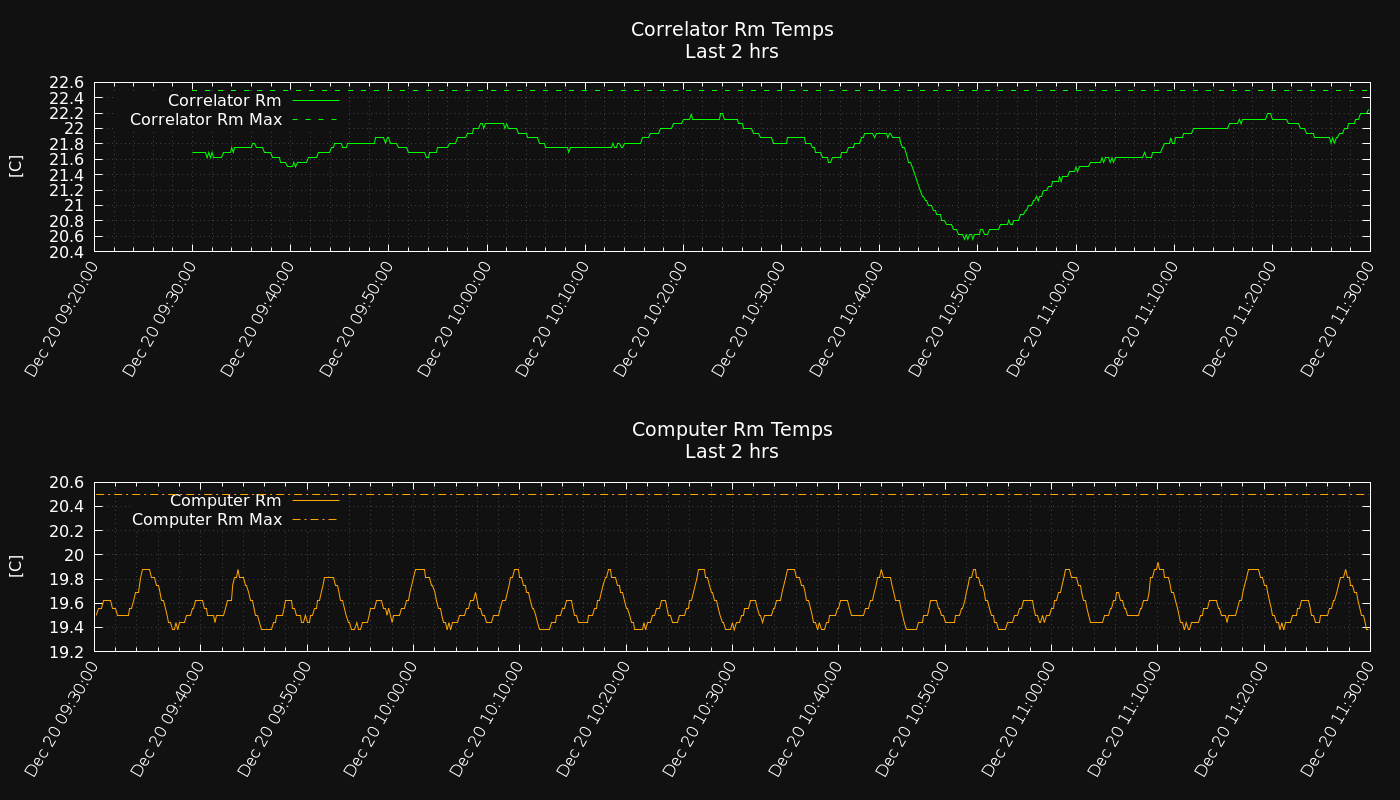 Correlator Rm Temps
Last 2 hrs
22.6
22.4
22.2
22
21.8
21.6
21.4
21.2
21
20.8
20.6
20.4
[C]
Correlator Rm
Correlator Rm Max
Dec 20 09:20:00
Dec 20 09:30:00
Dec 20 09:40:00
Dec 20 09:50:00
Dec 20 10:00:00
Dec 20 10:10:00
Dec 20 10:20:00
Dec 20 10:30:00
Dec 20 10:40:00
Dec 20 10:50:00
Dec 20 11:00:00
Dec 20 11:10:00
Dec 20 11:20:00
Dec 20 11:30:00
Computer Rm Temps
Last 2 hrs
20.6
20.4
20.2
20
19.8
19.6
19.4
19.2
[C]
Computer Rm
Computer Rm Max
Dec 20 09:30:00
Dec 20 09:40:00
Dec 20 09:50:00
Dec 20 10:00:00
Dec 20 10:10:00
Dec 20 10:20:00
Dec 20 10:30:00
Dec 20 10:40:00
Dec 20 10:50:00
Dec 20 11:00:00
Dec 20 11:10:00
Dec 20 11:20:00
Dec 20 11:30:00